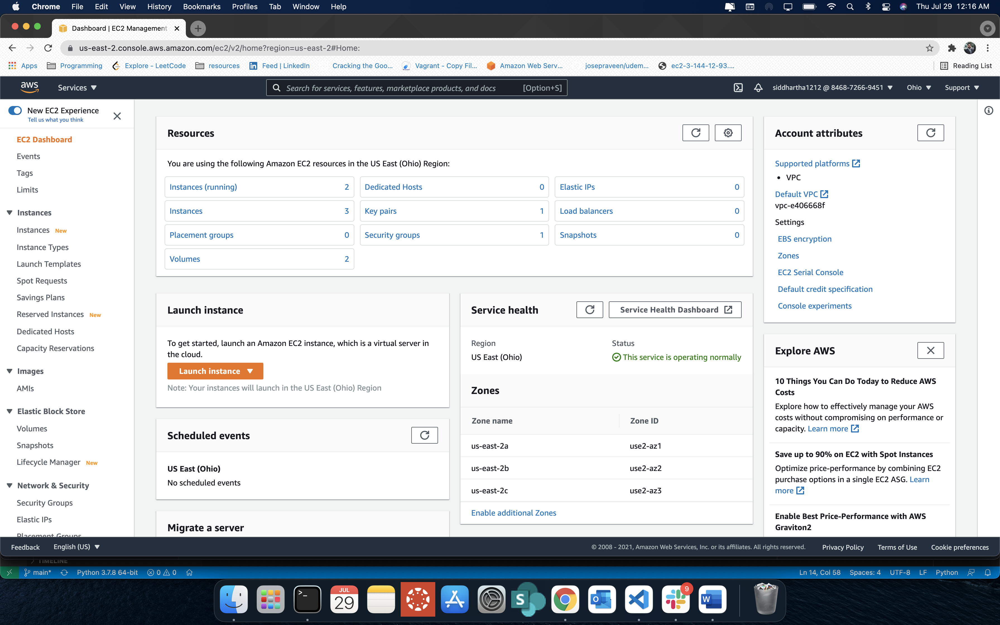 Chrome File Edit View History Bookmarks Profiles Tab Window Help Thu Jul 29 12:16 AM
Dashboard | EC2 Management
us-east-2.console.aws.amazon.com/ec2/v2/home?region=us-east-2#Home:
Apps Programming Explore - LeetCode resources Feed | LinkedIn Cracking the Goo... Vagrant - Copy Fil... Amazon Web Serv... josepraveen/udem... ec2-3-144-12-93.... Reading List
aws Services Search for services, features, marketplace products, and docs [Option+S] siddhartha1212 @ 8468-7266-9451 Ohio Support
New EC2 Experience
Tell us what you think
EC2 Dashboard
Events
Tags
Limits
Instances
Instances New
Instance Types
Launch Templates
Spot Requests
Savings Plans
Reserved Instances New
Dedicated Hosts
Capacity Reservations
Images
AMIs
Elastic Block Store
Volumes
Snapshots
Lifecycle Manager New
Network & Security
Security Groups
Elastic IPs
Placement Groups
Resources
You are using the following Amazon EC2 resources in the US East (Ohio) Region:
Instances (running) 2 Dedicated Hosts 0 Elastic IPs 0
Instances 3 Key pairs 1 Load balancers 0
Placement groups 0 Security groups 1 Snapshots 0
Volumes 2
Launch instance
To get started, launch an Amazon EC2 instance, which is a virtual server in
the cloud.
Launch instance
Note: Your instances will launch in the US East (Ohio) Region
Scheduled events
US East (Ohio)
No scheduled events
Migrate a server
Service health Service Health Dashboard
Region Status
US East (Ohio) This service is operating normally
Zones
Zone name Zone ID
us-east-2a use2-az1
us-east-2b use2-az2
us-east-2c use2-az3
Enable additional Zones
Account attributes
Supported platforms
• VPC
Default VPC
vpc-e406668f
Settings
EBS encryption
Zones
EC2 Serial Console
Default credit specification
Console experiments
Explore AWS
10 Things You Can Do Today to Reduce AWS
Costs
Explore how to effectively manage your AWS
costs without compromising on performance or
capacity. Learn more
Save up to 90% on EC2 with Spot Instances
Optimize price-performance by combining EC2
purchase options in a single EC2 ASG. Learn
more
Enable Best Price-Performance with AWS
Graviton2
Feedback English (US) © 2008 - 2021, Amazon Web Services, Inc. or its affiliates. All rights reserved. Privacy Policy Terms of Use Cookie preferences
TIMELINE
main* Python 3.7.8 64-bit 0 0 Ln 14, Col 58 Spaces: 4 UTF-8 LF Python
JUL
29
9